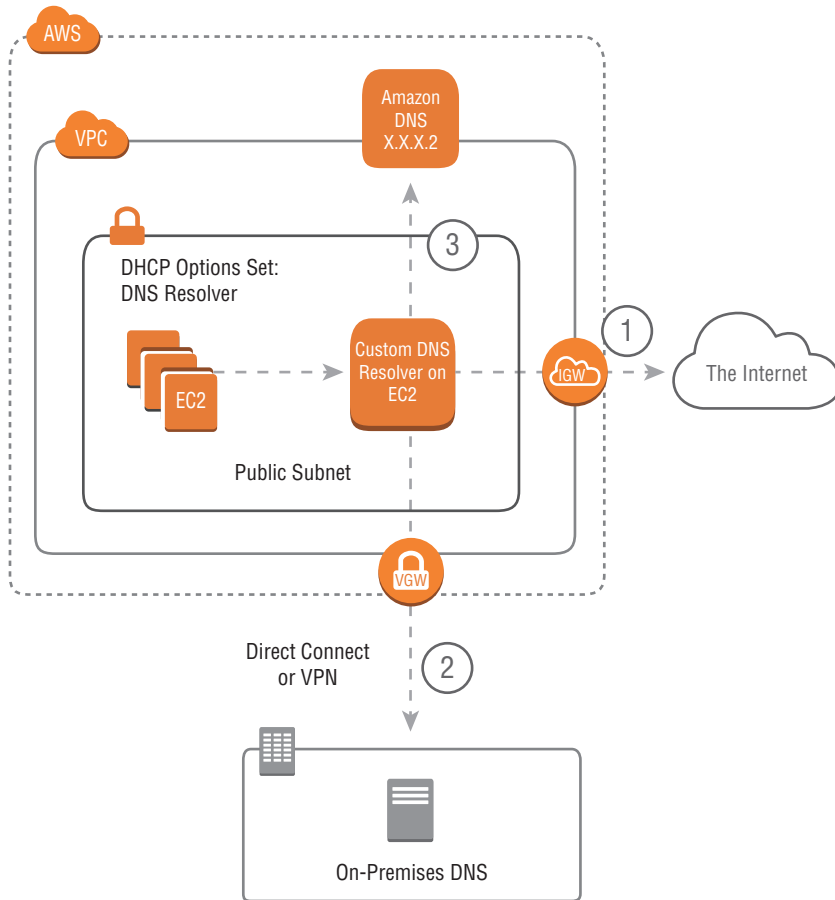 AWS
Amazon
DNS
X.X.X.2
VPC
3
DHCP Options Set:
DNS Resolver
1
Custom DNS
Resolver on
EC2
IGW
The Internet
EC2
Public Subnet
VGW
Direct Connect
or VPN
2
On-Premises DNS